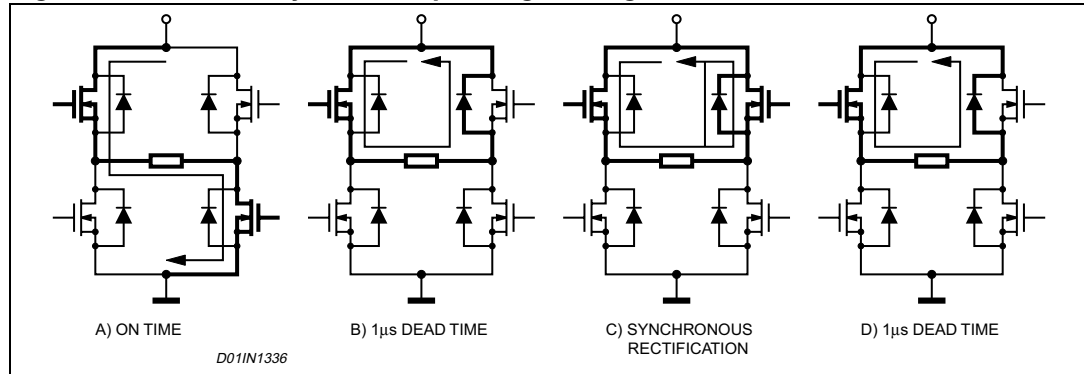 A) ON TIME
B) 1μs DEAD TIME
C) SYNCHRONOUS
RECTIFICATION
D) 1μs DEAD TIME
D01IN1336